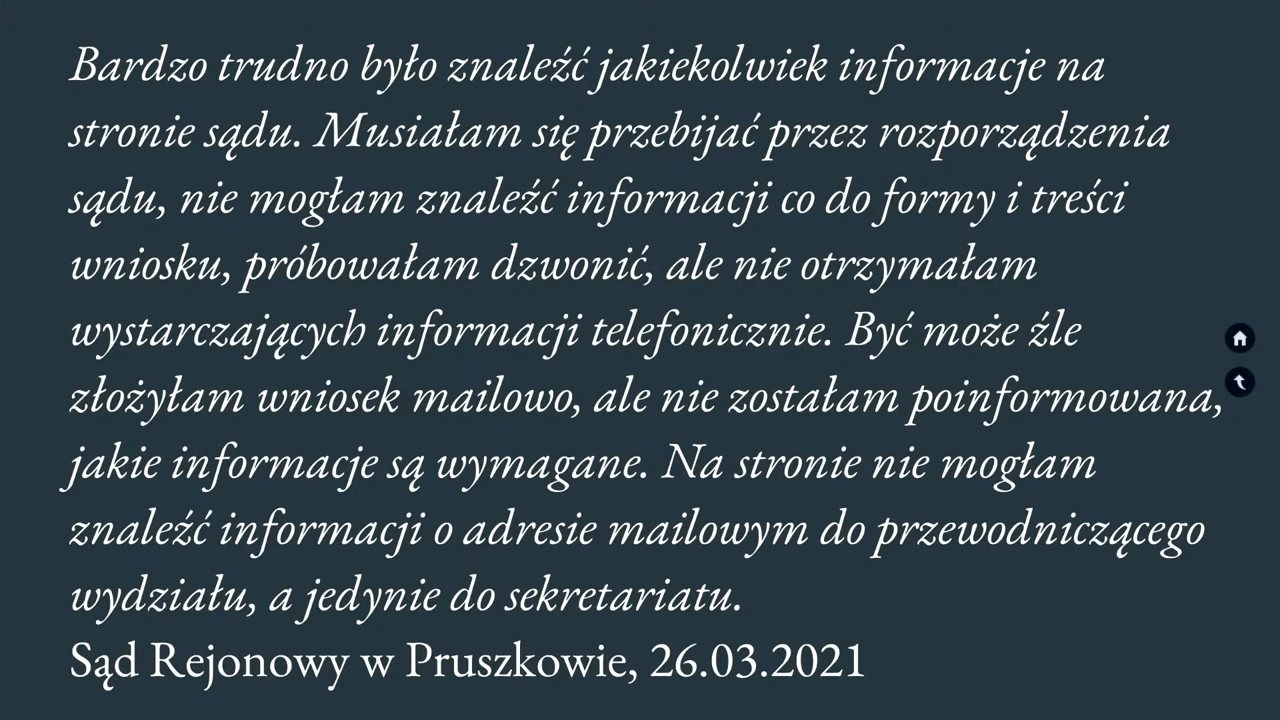 Bardzo trudno było znaleźć jakiekolwiek informacje na
stronie sądu. Musiałam się przebijać przez rozporządzenia
sądu, nie mogłam znaleźć informacji co do formy i treści
wniosku, próbowałam dzwonić, ale nie otrzymałam
wystarczających informacji telefonicznie. Być może źle
złożyłam wniosek mailowo, ale nie zostałam poinformowana,
jakie informacje są wymagane. Na stronie nie mogłam
znaleźć informacji o adresie mailowym do przewodniczącego
wydziału, a jedynie do sekretariatu.
Sąd Rejonowy w Pruszkowie, 26.03.2021